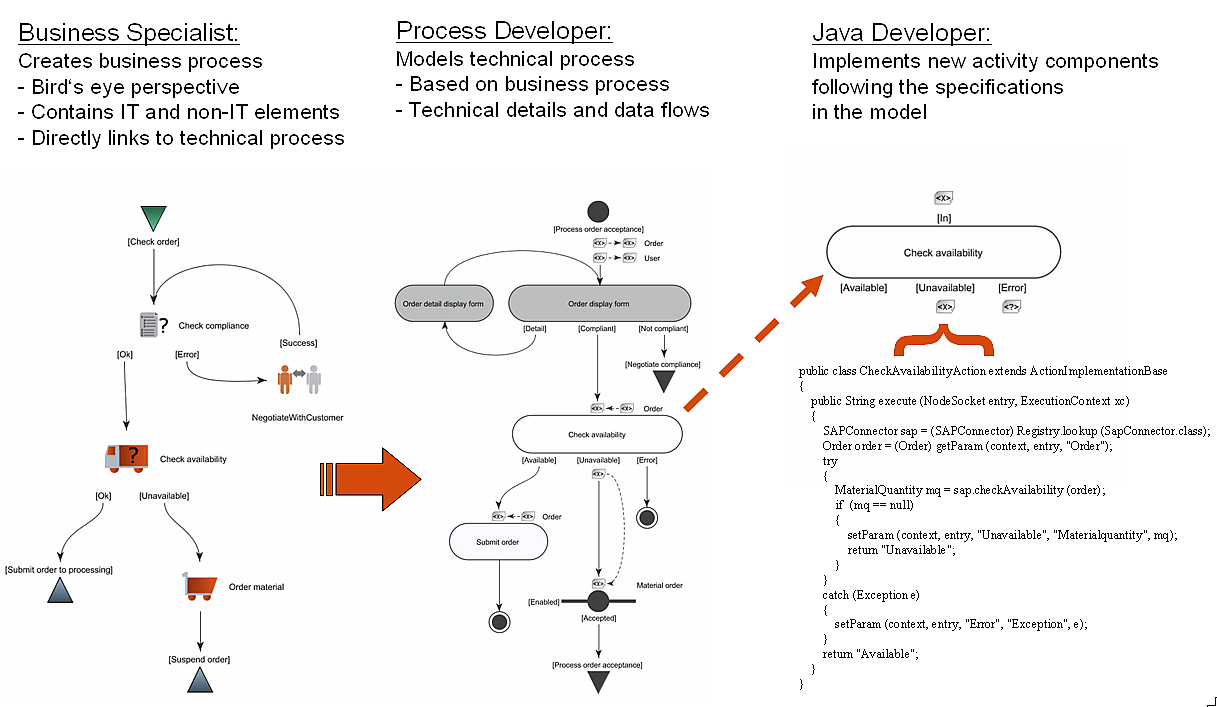 Business Specialist:
Creates business process
- Bird's eye perspective
- Contains IT and non-IT elements
- Directly links to technical process
Process Developer:
Models technical process
- Based on business process
- Technical details and data flows
Java Developer:
Implements new activity components
following the specifications
in the model
[Check order]
?
Check compliance
[Ok]
[Error]
[Success]
NegotiateWithCustomer
?
Check availability
[Ok]
[Unavailable]
[Submit order to processing]
Order material
[Suspend order]
[Process order acceptance]
<x>
<x>
Order
<x>
<x>
User
Order detail display form
Order display form
[Detail]
[Compliant]
[Not compliant]
[Negotiate compliance]
<x>
<x>
Order
Check availability
[Available]
[Unavailable]
[Error]
<x>
<x>
<x>
Order
Submit order
<x>
Material order
[Enabled]
[Accepted]
[Process order acceptance]
<x>
[In]
Check availability
[Available]
[Unavailable]
[Error]
<x>
<?>
public class CheckAvailabilityAction extends ActionImplementationBase
{
public String execute (NodeSocket entry, ExecutionContext xc)
{
SAPConnector sap = (SAPConnector) Registry.lookup (SapConnector.class);
Order order = (Order) getParam (context, entry, "Order");
try
{
MaterialQuantity mq = sap.checkAvailability (order);
if (mq == null)
{
setParam (context, entry, "Unavailable", "Materialquantity", mq);
return "Unavailable";
}
}
catch (Exception e)
{
setParam (context, entry, "Error", "Exception", e);
}
return "Available";
}
}